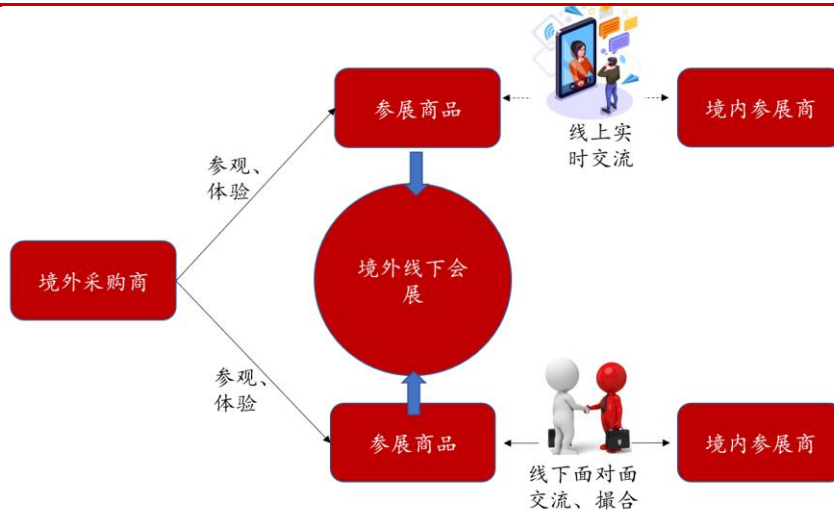 参展商品
境内参展商
线上实
时交流
参观、
体验
境外采购商
境外线下会
展
参观、
体验
参展商品
境内参展商
线下面对面
交流、撮合